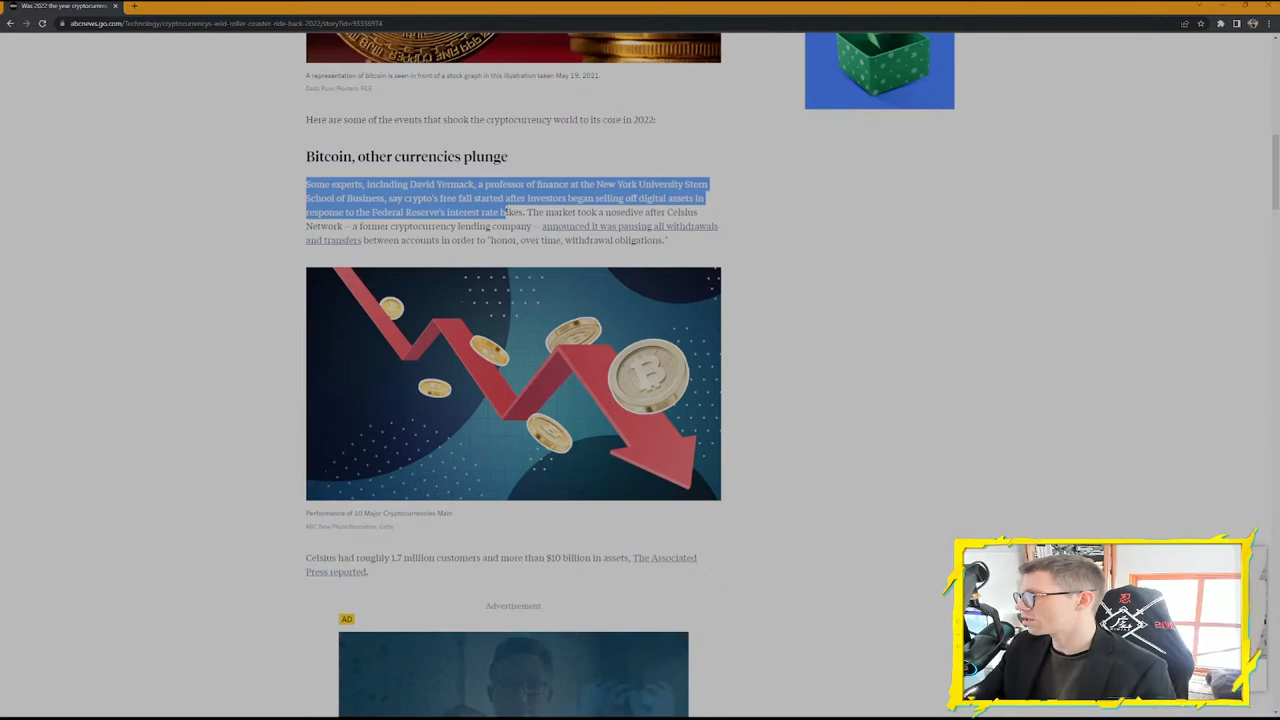 Was 2022 the year cryptocurrenc
abcnews.go.com/Technology/cryptocurrencys-wild-roller-coaster-ride-back-2022/story?id=93336974
A representation of bitcoin is seen in front of a stock graph in this illustration taken May 19, 2021.
Dado Ruvic/Reuters, FILE
Here are some of the events that shook the cryptocurrency world to its core in 2022:
Bitcoin, other currencies plunge
Some experts, including David Yermack, a professor of finance at the New York University Stern
School of Business, say crypto's free fall started after investors began selling off digital assets in
response to the Federal Reserve's interest rate hikes. The market took a nosedive after Celsius
Network -- a former cryptocurrency lending company -- announced it was pausing all withdrawals
and transfers between accounts in order to "honor, over time, withdrawal obligations."
Performance of 10 Major Cryptocurrencies Main
ABC News Photo Illustration, Getty
Celsius had roughly 1.7 million customers and more than $10 billion in assets, The Associated
Press reported.
Advertisement
AD